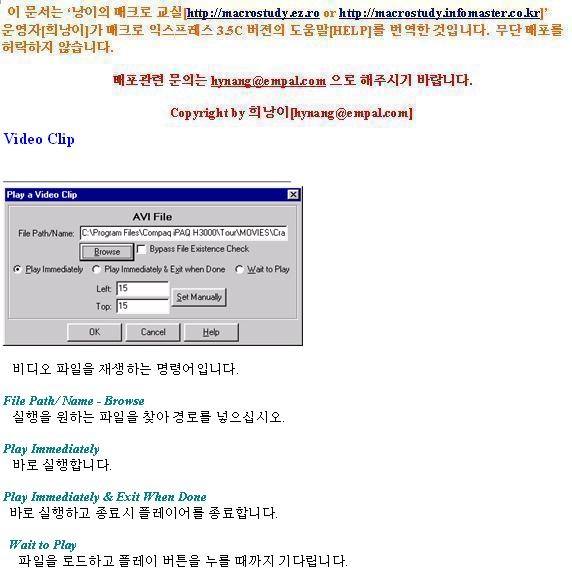 이 문서는 '낭이의 매크로 교실[http://macrostudy.ez.ro or http://macrostudy.infomaster.co.kr]'
운영자[희낭이]가 매크로 익스프레스 3.5C 버젼의 도움말[HELP]를 번역한 것입니다. 무단 배포를
허락하지 않습니다.
배포관련 문의는 hynang@empal.com 으로 해주시기 바랍니다.
Copyright by 희낭이[hynang@empal.com]
Video Clip
Play a Video Clip
AVI File
File Path/Name: C:\Program Files\Compaq iPAQ H3000\Tour\MOVIES\Cra
Browse Bypass File Existence Check
Play Immediately Play Immediately & Exit when Done Wait to Play
Left: 15
Set Manually
Top: 15
OK Cancel Help
비디오 파일을 재생하는 명령어입니다.
File Path/ Name - Browse
실행을 원하는 파일을 찾아 경로를 넣으십시오.
Play Immediately
바로 실행합니다.
Play Immediately & Exit When Done
바로 실행하고 종료시 플레이어를 종료합니다.
Wait to Play
파일을 로드하고 플레이 버튼을 누를 때까지 기다립니다.